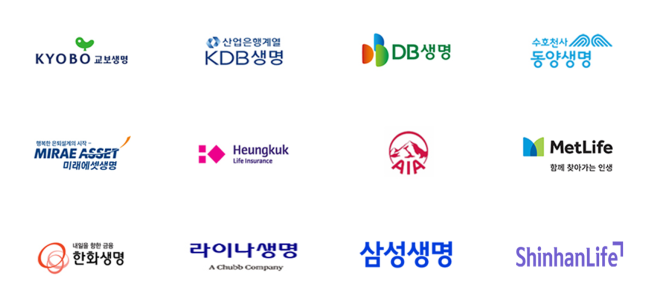 KYOBO 교보생명
산업은행계열
KDB생명
DB생명
수호천사
동양생명
행복한 은퇴설계의 시작 -
MIRAE ASSET
미래에셋생명
Heungkuk
Life Insurance
AIA
MetLife
함께 찾아가는 인생
내일을 향한 금융
한화생명
라이나생명
A Chubb Company
삼성생명
ShinhanLife